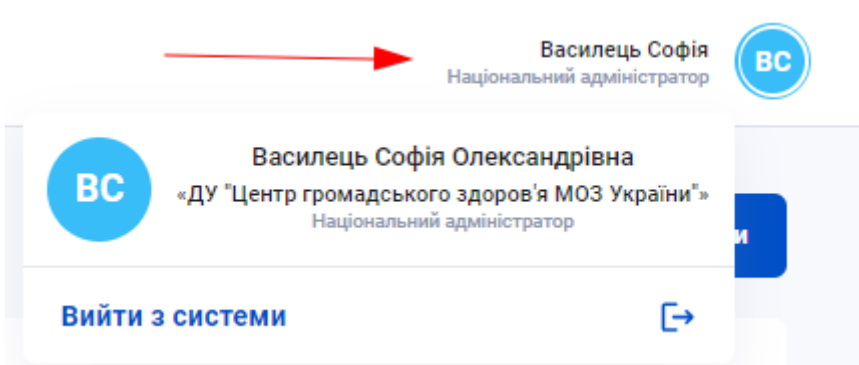 Василець Софія
Національний адміністратор
ВС
ВС
Василець Софія Олександрівна
«ДУ "Центр громадського здоров'я МОЗ України"»
Національний адміністратор
и
Вийти з системи